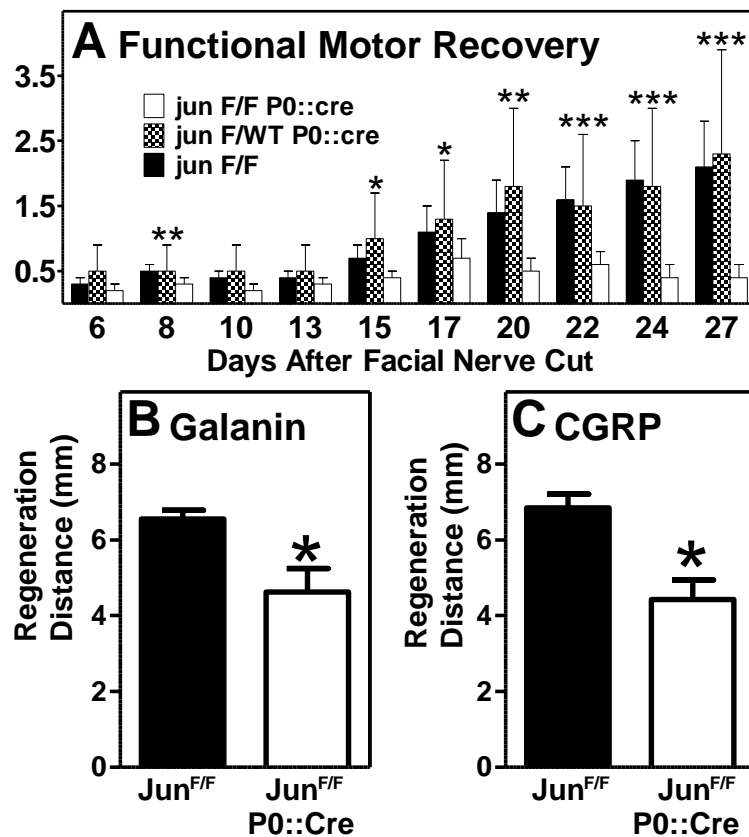 A Functional Motor Recovery
3.5
2.5
1.5
0.5
jun F/F P0::cre
jun F/WT P0::cre
jun F/F
**
*
*
**
***
***
***
6 8 10 13 15 17 20 22 24 27
Days After Facial Nerve Cut
B Galanin
Regeneration
Distance (mm)
8
6
4
2
0
*
Jun^F/F Jun^F/F
P0::Cre
C CGRP
Regeneration
Distance (mm)
8
6
4
2
0
*
Jun^F/F Jun^F/F
P0::Cre